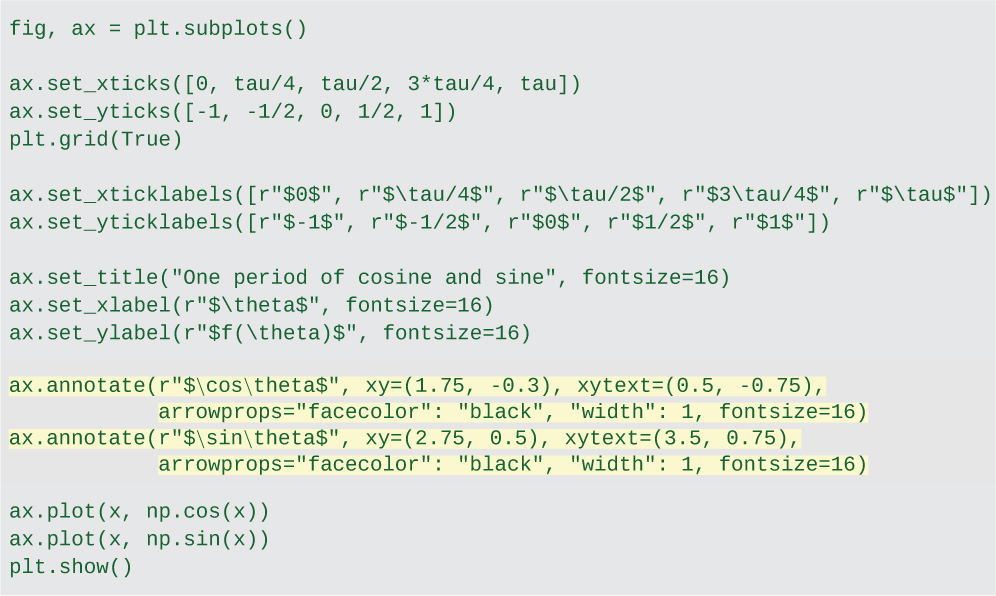 fig, ax = plt.subplots()
ax.set_xticks([0, tau/4, tau/2, 3*tau/4, tau])
ax.set_yticks([-1, -1/2, 0, 1/2, 1])
plt.grid(True)
ax.set_xticklabels([r"$0$", r"$\tau/4$", r"$\tau/2$", r"$3\tau/4$", r"$\tau$"])
ax.set_yticklabels([r"$-1$", r"$-1/2$", r"$0$", r"$1/2$", r"$1$"])
ax.set_title("One period of cosine and sine", fontsize=16)
ax.set_xlabel(r"$\theta$", fontsize=16)
ax.set_ylabel(r"$f(\theta)$", fontsize=16)
ax.annotate(r"$\cos\theta$", xy=(1.75, -0.3), xytext=(0.5, -0.75),
            arrowprops="facecolor": "black", "width": 1, fontsize=16)
ax.annotate(r"$\sin\theta$", xy=(2.75, 0.5), xytext=(3.5, 0.75),
            arrowprops="facecolor": "black", "width": 1, fontsize=16)
ax.plot(x, np.cos(x))
ax.plot(x, np.sin(x))
plt.show()